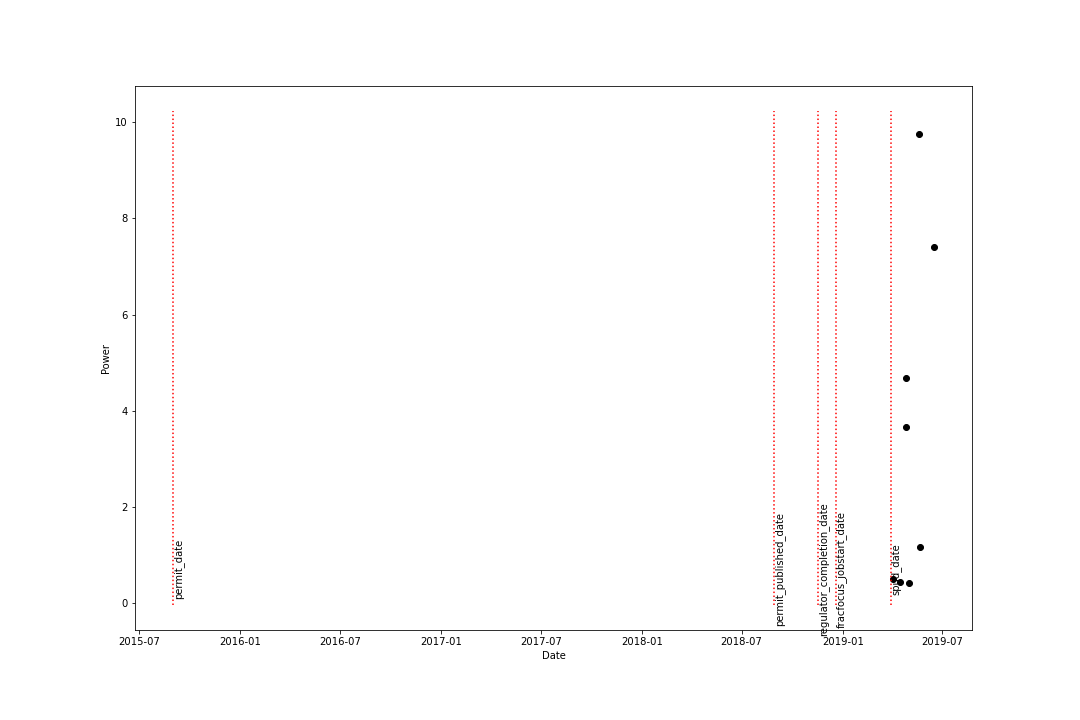 10
8
6
4
2
0
Power
permit_date
permit_published_date
regulator_completion_date
fracfocus_jobstart_date
spud_date
2015-07
2016-01
2016-07
2017-01
2017-07
2018-01
2018-07
2019-01
2019-07
Date